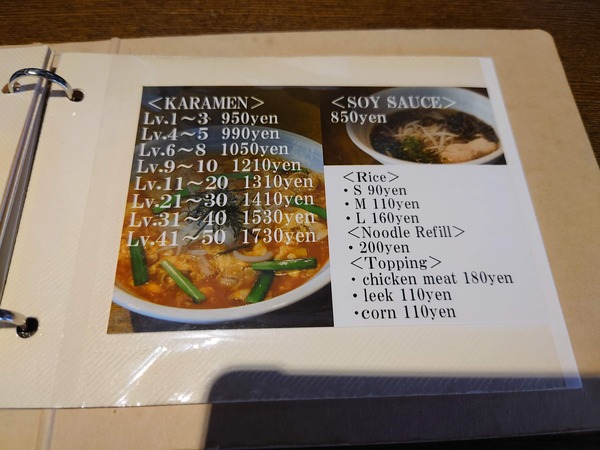 ＜KARAMEN＞
Lv.1～3 950yen
Lv.4～5 990yen
Lv.6～8 1050yen
Lv.9～10 1210yen
Lv.11～20 1310yen
Lv.21～30 1410yen
Lv.31～40 1530yen
Lv.41～50 1730yen
＜SOY SAUCE＞
850yen
＜Rice＞
・S 90yen
・M 110yen
・L 160yen
＜Noodle Refill＞
・200yen
＜Topping＞
・chicken meat 180yen
・leek 110yen
・corn 110yen